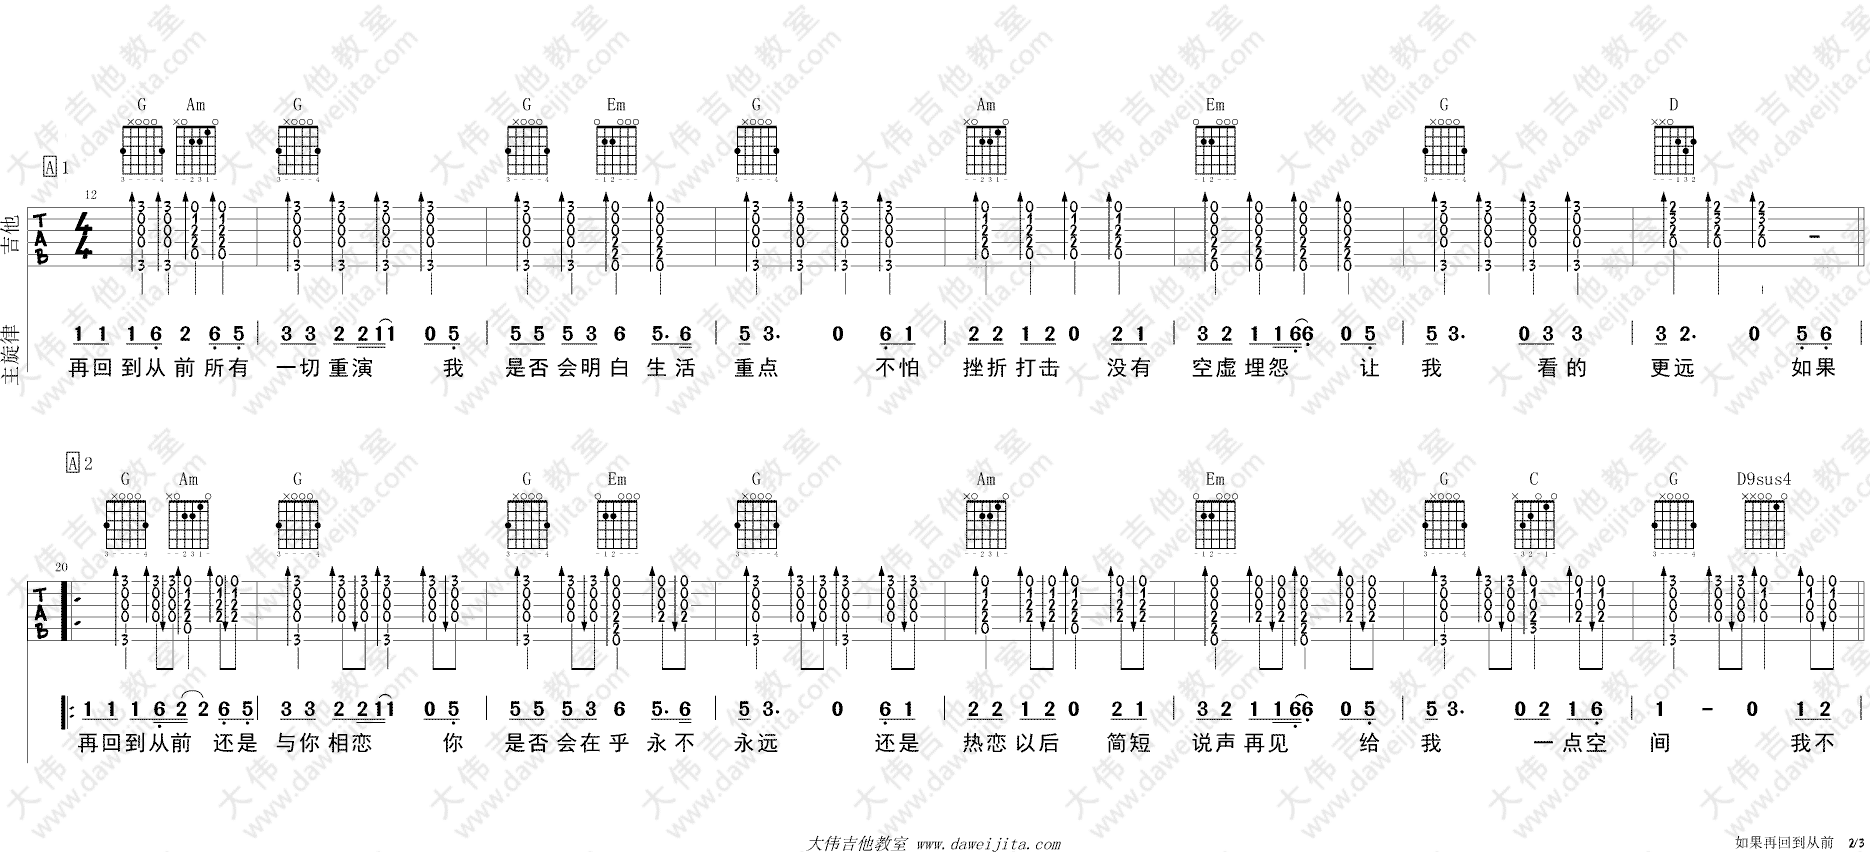 G Am G G Em G Am Em G D
A 1
12
吉他
TAB 4/4
主旋律
1 1 1 6 2 6 5 | 3 3 2 2 1 1 0 5 | 5 5 5 3 6 5. 6 | 5 3. 0 6 1 | 2 2 1 2 0 2 1 | 3 2 1 1 6 6 0 5 | 5 3. 0 3 3 | 3 2. 0 5 6 |
再回到从前所有 一切重演 我 是否会明白生活 重点 不怕 挫折打击 没有 空虚埋怨 让 我 看的 更远 如果
A 2
G Am G G Em G Am Em G C G D9sus4
20
TAB
1 1 1 6 2 2 6 5 | 3 3 2 2 1 1 0 5 | 5 5 5 3 6 5. 6 | 5 3. 0 6 1 | 2 2 1 2 0 2 1 | 3 2 1 1 6 6 0 5 | 5 3. 0 2 1 6 | 1 - 0 1 2 |
再回到从前 还是 与你相恋 你 是否会在乎永不 永远 还是 热恋以后 简短 说声再见 给 我 一点空 间 我不
大伟吉他教室 www.daweijita.com
如果再回到从前 2/3